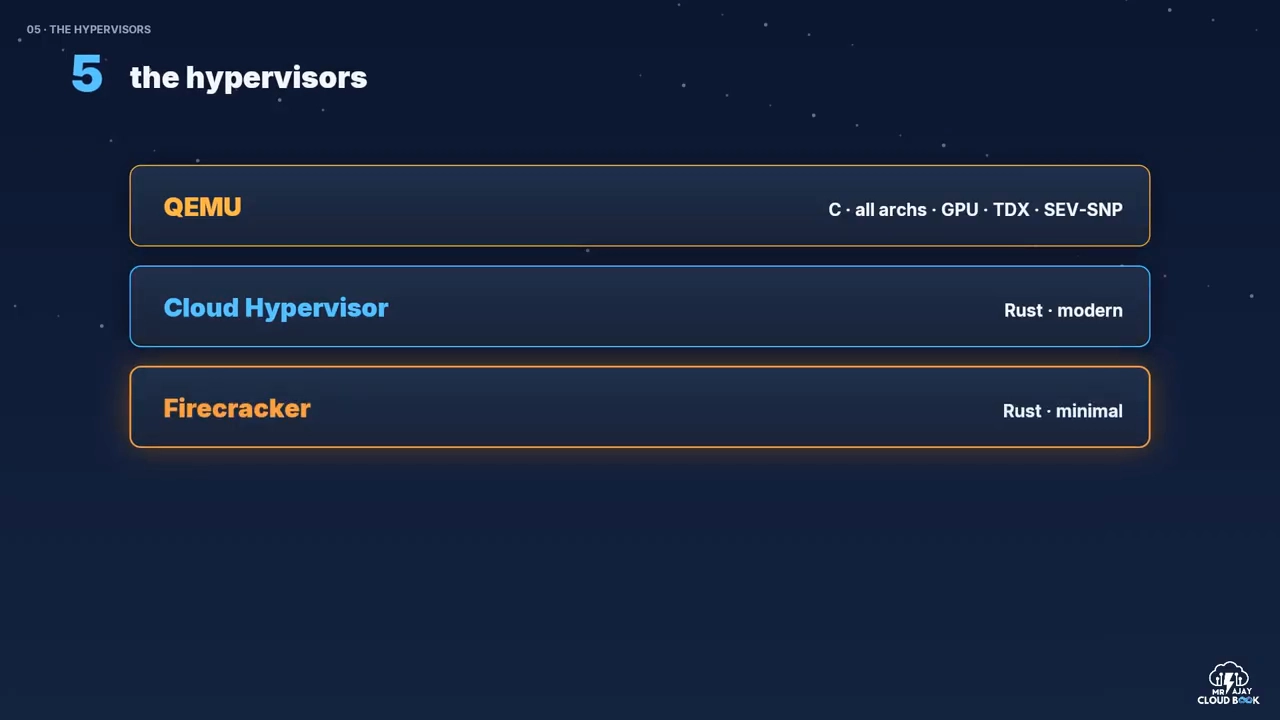 05 · THE HYPERVISORS
5 the hypervisors
QEMU C · all archs · GPU · TDX · SEV-SNP
Cloud Hypervisor Rust · modern
Firecracker Rust · minimal
MR AJAY
CLOUD BOOK